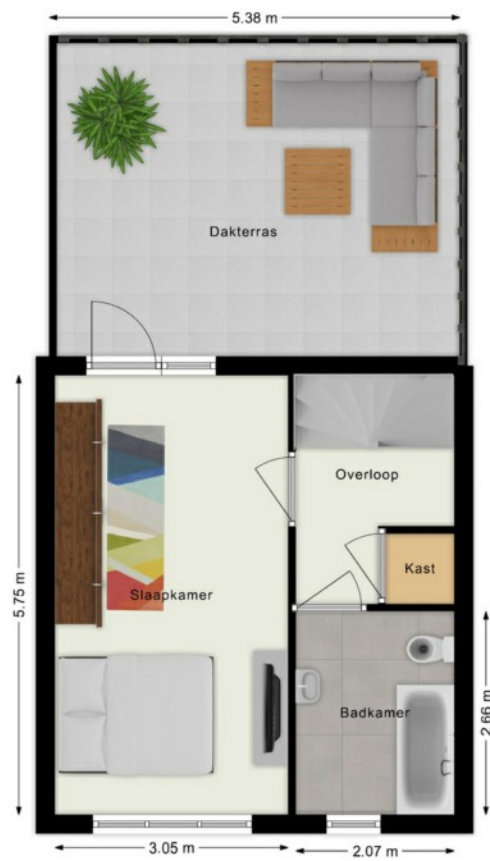 5.38 m
Dakterras
5.75 m
Overloop
Kast
Slaapkamer
Badkamer
2.66 m
3.05 m
2.07 m